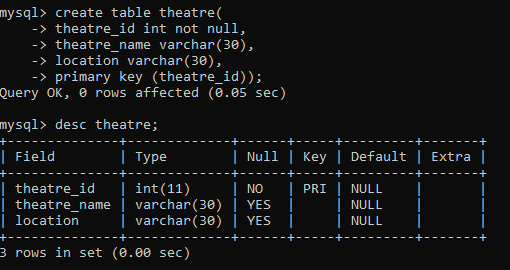 mysql> create table theatre(
    -> theatre_id int not null,
    -> theatre_name varchar(30),
    -> location varchar(30),
    -> primary key (theatre_id));
Query OK, 0 rows affected (0.05 sec)

mysql> desc theatre;
+--------------+-------------+------+-----+---------+-------+
| Field        | Type        | Null | Key | Default | Extra |
+--------------+-------------+------+-----+---------+-------+
| theatre_id   | int(11)     | NO   | PRI | NULL    |       |
| theatre_name | varchar(30) | YES  |     | NULL    |       |
| location     | varchar(30) | YES  |     | NULL    |       |
+--------------+-------------+------+-----+---------+-------+
3 rows in set (0.00 sec)